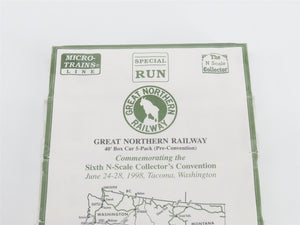 MICRO-
TRAINS®
LINE
SPECIAL
RUN
The
N Scale
Collector
GREAT NORTHERN
RAILWAY
GREAT NORTHERN RAILWAY
40' Box Car 5-Pack (Pre-Convention)
Commemorating the
Sixth N-Scale Collector's Convention
June 24-28, 1998, Tacoma, Washington
BC
WASHINGTON
MONTANA